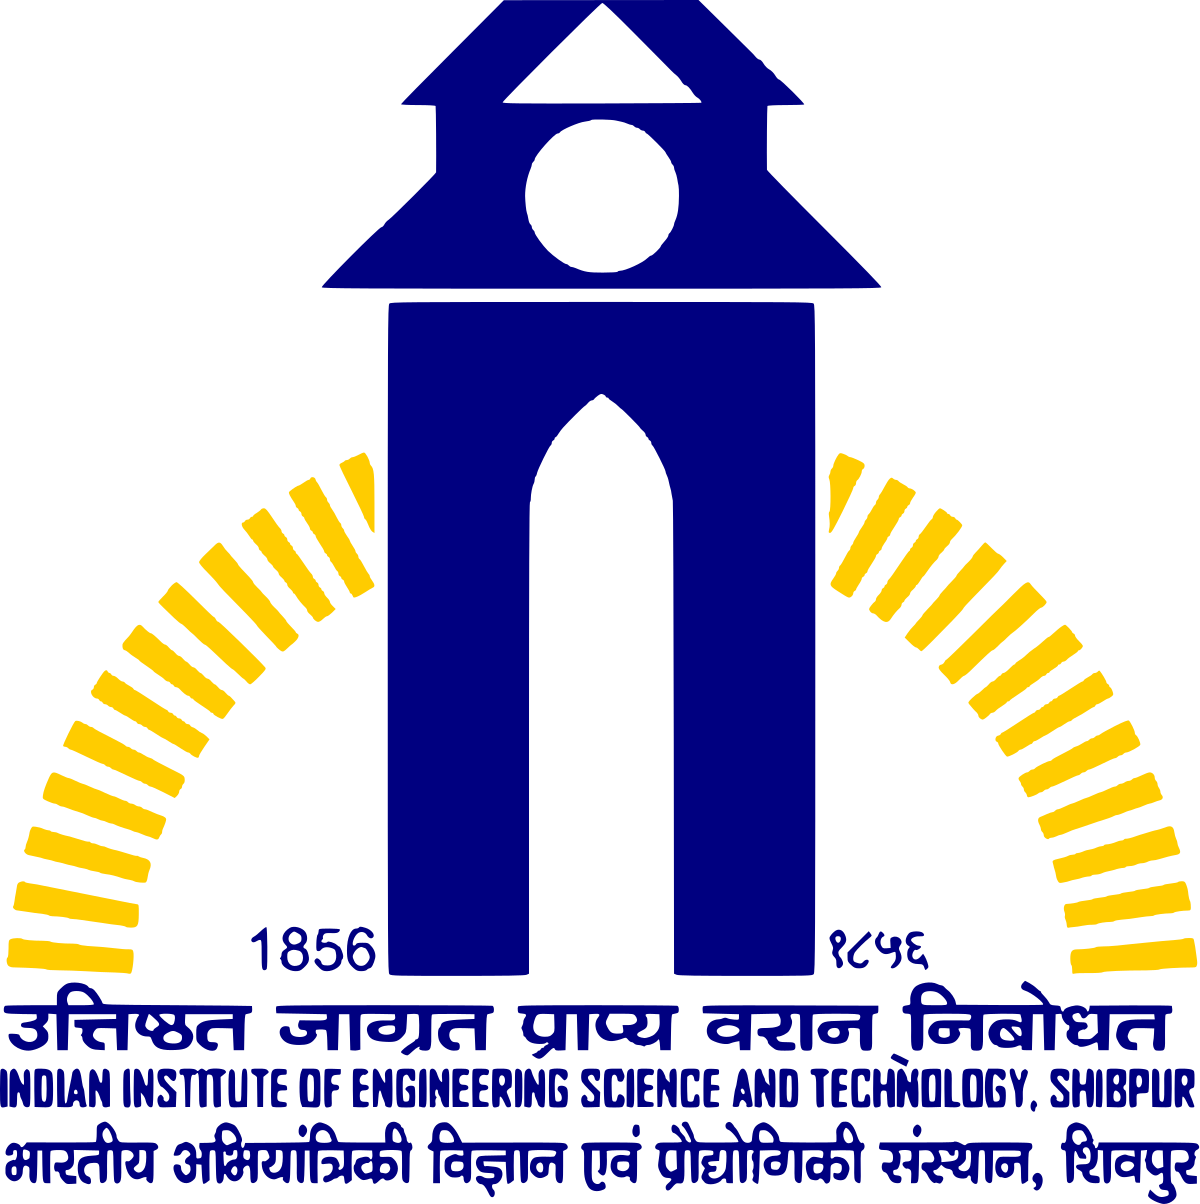 1856 १८५६
उत्तिष्ठत जाग्रत प्राप्य वरान् निबोधत
INDIAN INSTITUTE OF ENGINEERING SCIENCE AND TECHNOLOGY, SHIBPUR
भारतीय अभियांत्रिकी विज्ञान एवं प्रौद्योगिकी संस्थान, शिवपुर